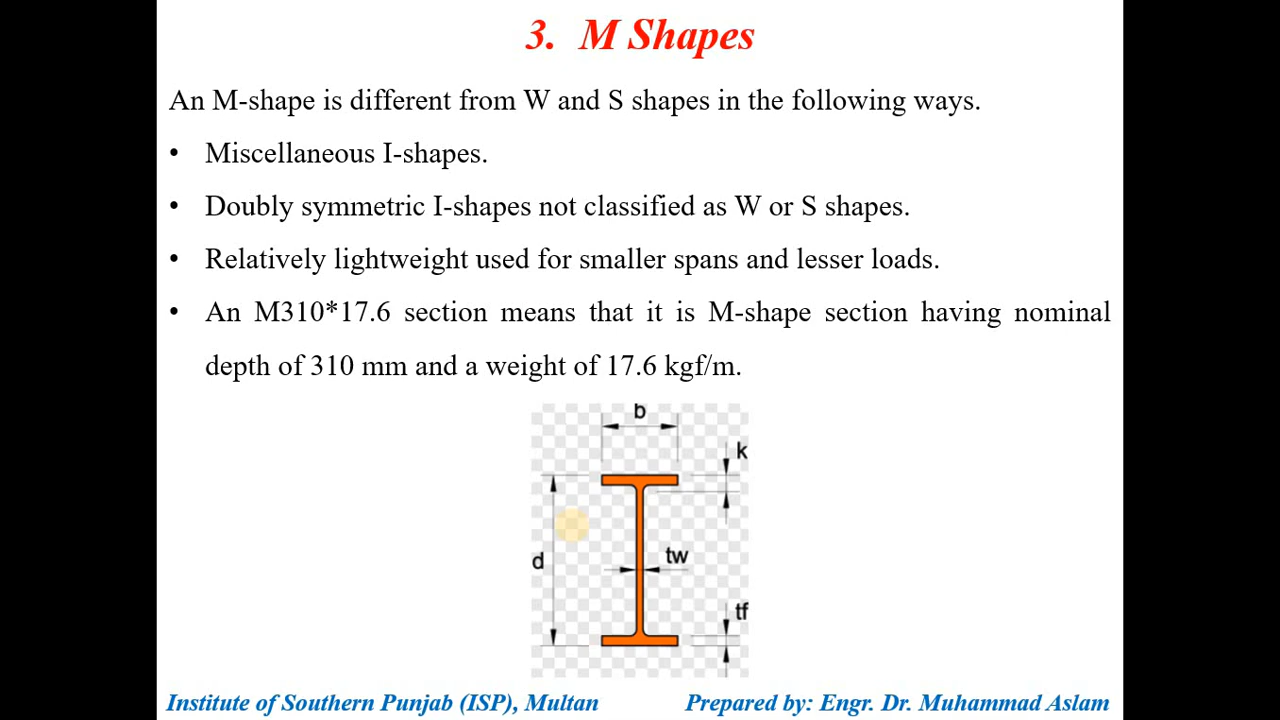 3. M Shapes
An M-shape is different from W and S shapes in the following ways.
• Miscellaneous I-shapes.
• Doubly symmetric I-shapes not classified as W or S shapes.
• Relatively lightweight used for smaller spans and lesser loads.
• An M310*17.6 section means that it is M-shape section having nominal
depth of 310 mm and a weight of 17.6 kgf/m.
b
k
d
tw
tf
Institute of Southern Punjab (ISP), Multan
Prepared by: Engr. Dr. Muhammad Aslam